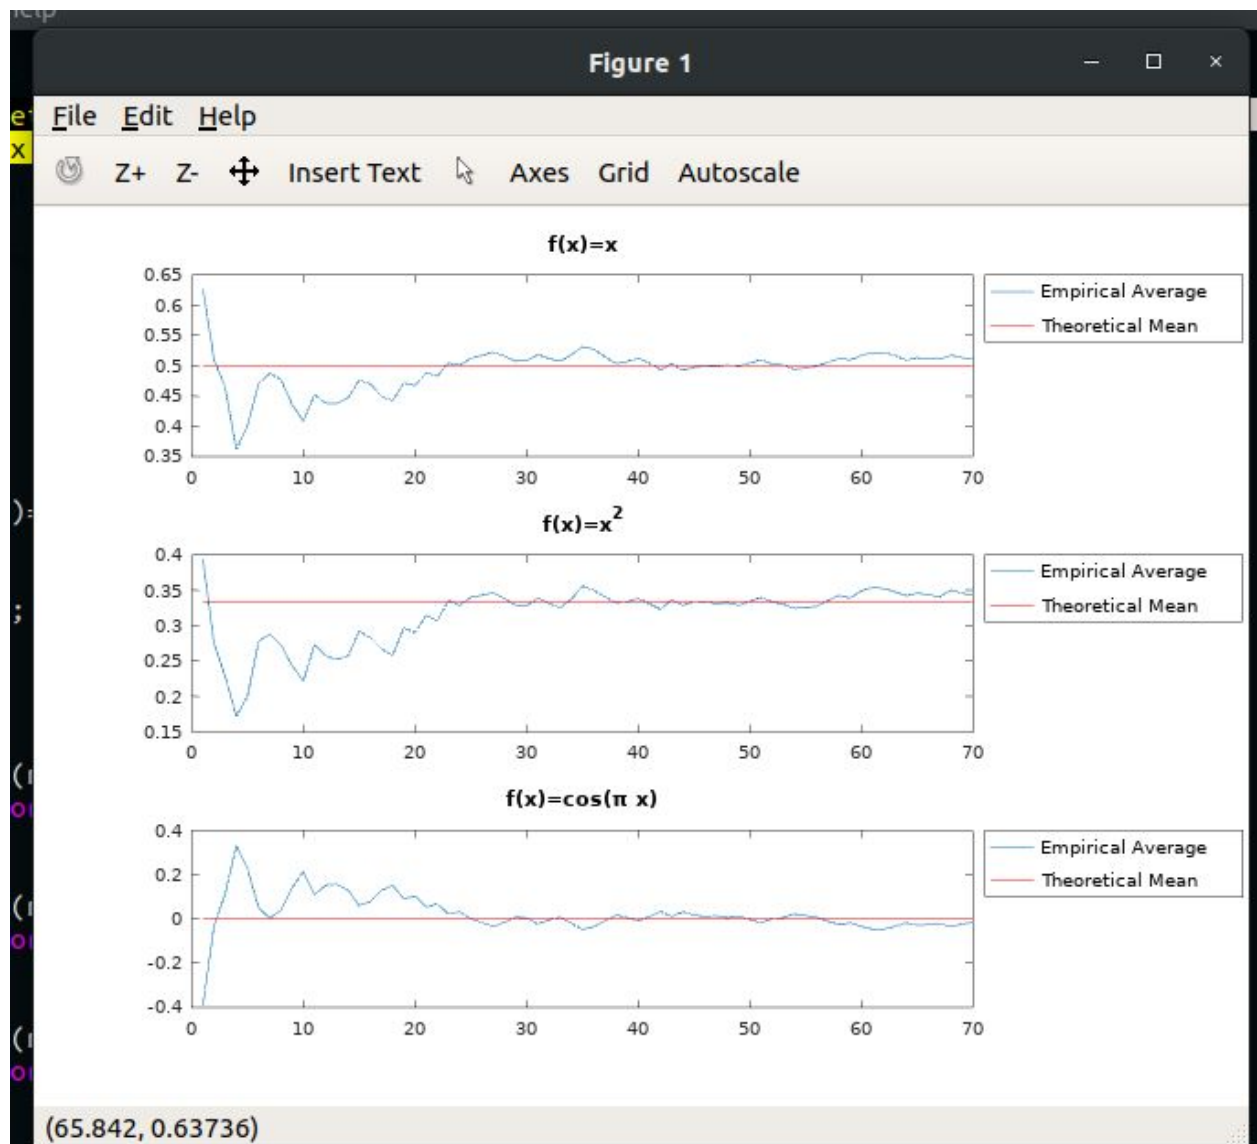 Help
Figure 1
File Edit Help
Z+ Z- Insert Text Axes Grid Autoscale
f(x)=x
0.65
0.6
0.55
0.5
0.45
0.4
0.35
0 10 20 30 40 50 60 70
Empirical Average
Theoretical Mean
f(x)=x²
0.4
0.35
0.3
0.25
0.2
0.15
0 10 20 30 40 50 60 70
Empirical Average
Theoretical Mean
f(x)=cos(π x)
0.4
0.2
0
-0.2
-0.4
0 10 20 30 40 50 60 70
Empirical Average
Theoretical Mean
x
)=
;
(65.842, 0.63736)